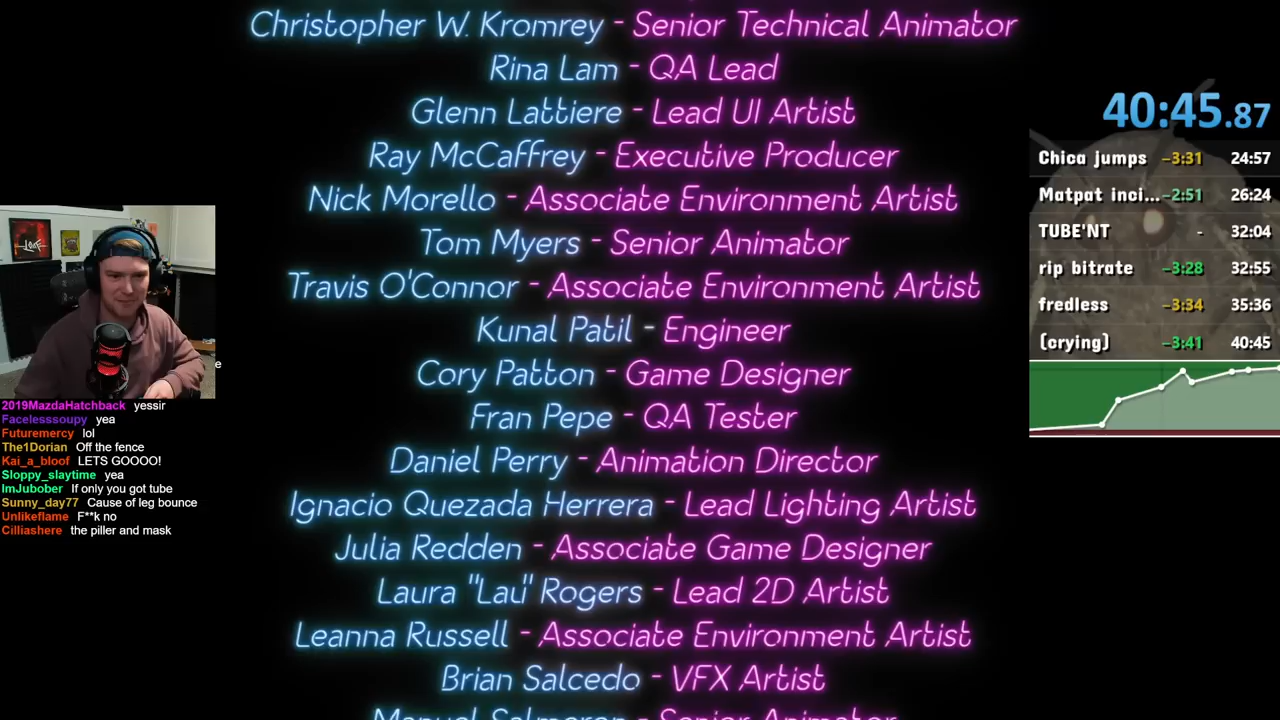 Christopher W. Kromrey - Senior Technical Animator
Rina Lam - QA Lead
Glenn Lattiere - Lead UI Artist
Ray McCaffrey - Executive Producer
Nick Morello - Associate Environment Artist
Tom Myers - Senior Animator
Travis O'Connor - Associate Environment Artist
Kunal Patil - Engineer
Cory Patton - Game Designer
Fran Pepe - QA Tester
Daniel Perry - Animation Director
Ignacio Quezada Herrera - Lead Lighting Artist
Julia Redden - Associate Game Designer
Laura "Lau" Rogers - Lead 2D Artist
Leanna Russell - Associate Environment Artist
Brian Salcedo - VFX Artist
Manuel Salmeron - Senior Animator
40:45.87
Chica jumps -3:31 24:57
Matpat inci... -2:51 26:24
TUBE'NT - 32:04
rip bitrate -3:28 32:55
fredless -3:34 35:36
(crying) -3:41 40:45
e
2019MazdaHatchback yessir
Facelesssoupy yea
Futuremercy lol
The1Dorian Off the fence
Kai_a_bloof LETS GOOOO!
Sloppy_slaytime yea
ImJubober If only you got tube
Sunny_day77 Cause of leg bounce
Unlikeflame F**k no
Cilliashere the piller and mask